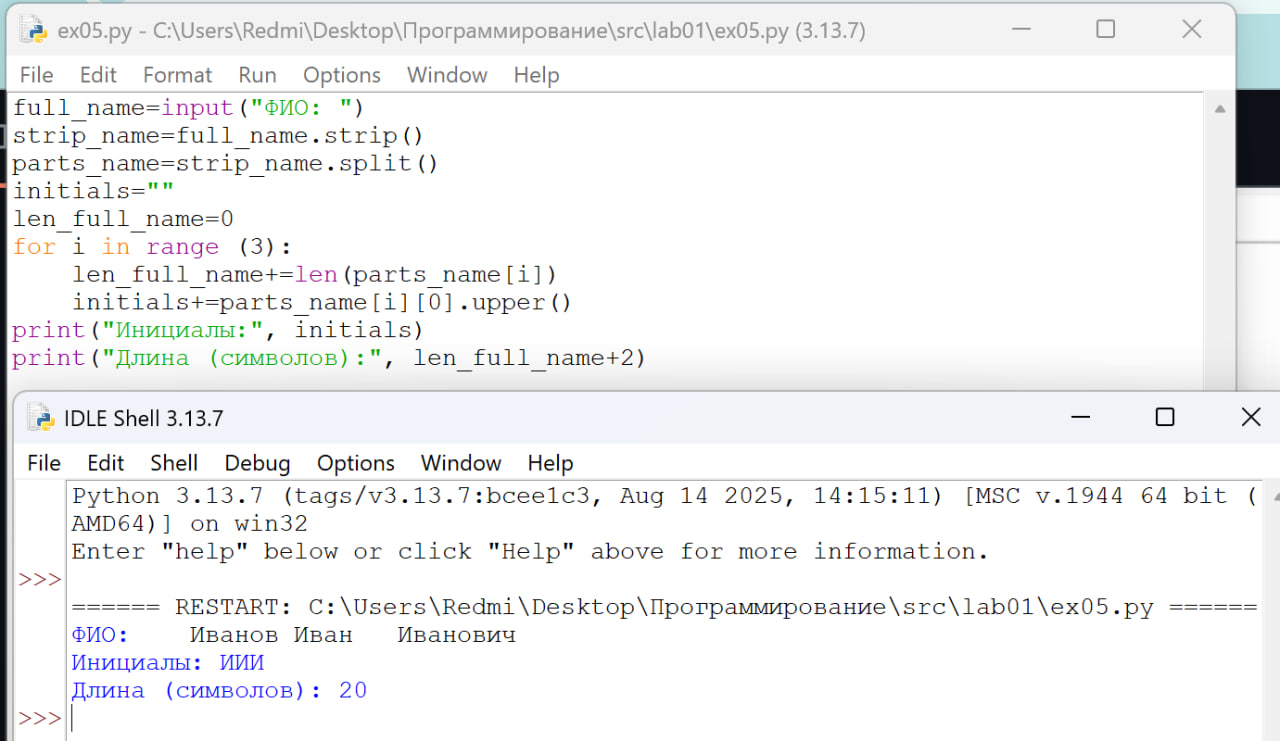 ex05.py - C:\Users\Redmi\Desktop\Программирование\src\lab01\ex05.py (3.13.7)
File Edit Format Run Options Window Help
full_name=input("ФИО: ")
strip_name=full_name.strip()
parts_name=strip_name.split()
initials=""
len_full_name=0
for i in range (3):
    len_full_name+=len(parts_name[i])
    initials+=parts_name[i][0].upper()
print("Инициалы:", initials)
print("Длина (символов):", len_full_name+2)
IDLE Shell 3.13.7
File Edit Shell Debug Options Window Help
Python 3.13.7 (tags/v3.13.7:bcee1c3, Aug 14 2025, 14:15:11) [MSC v.1944 64 bit (
AMD64)] on win32
Enter "help" below or click "Help" above for more information.
>>>
====== RESTART: C:\Users\Redmi\Desktop\Программирование\src\lab01\ex05.py ======
ФИО:    Иванов Иван   Иванович
Инициалы: ИИИ
Длина (символов): 20
>>>